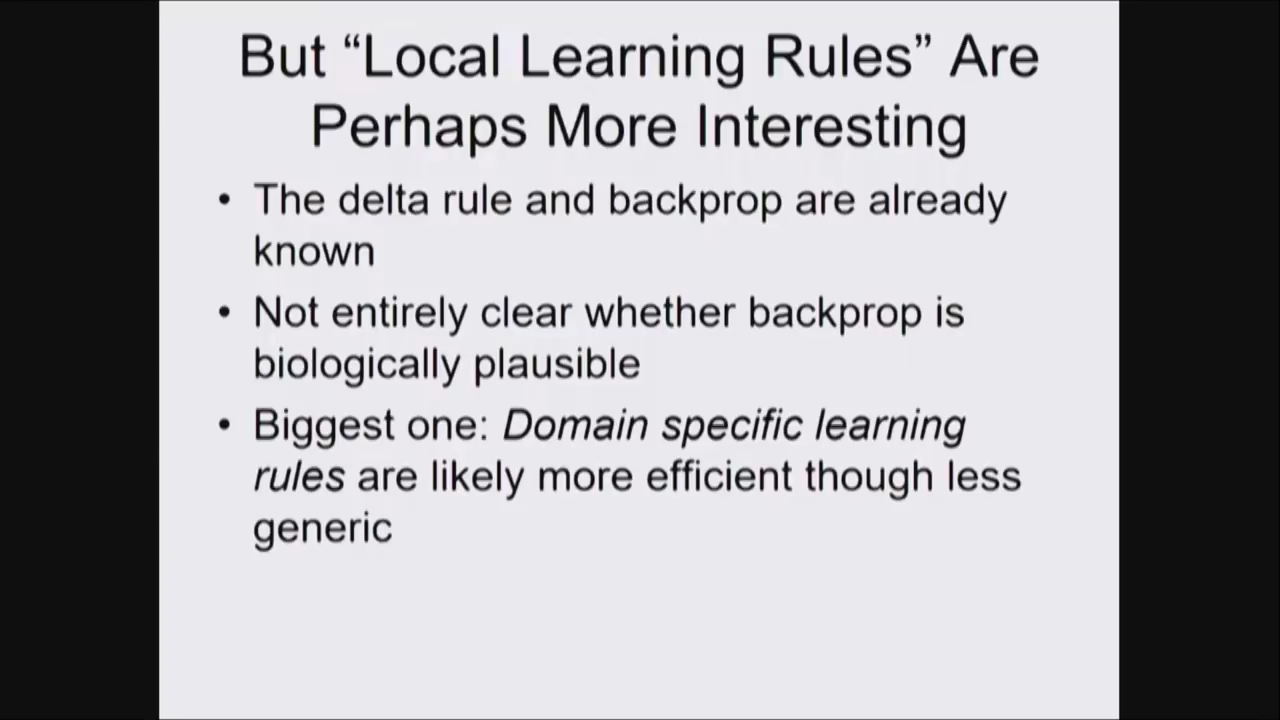 But “Local Learning Rules” Are
Perhaps More Interesting
• The delta rule and backprop are already
known
• Not entirely clear whether backprop is
biologically plausible
• Biggest one: Domain specific learning
rules are likely more efficient though less
generic